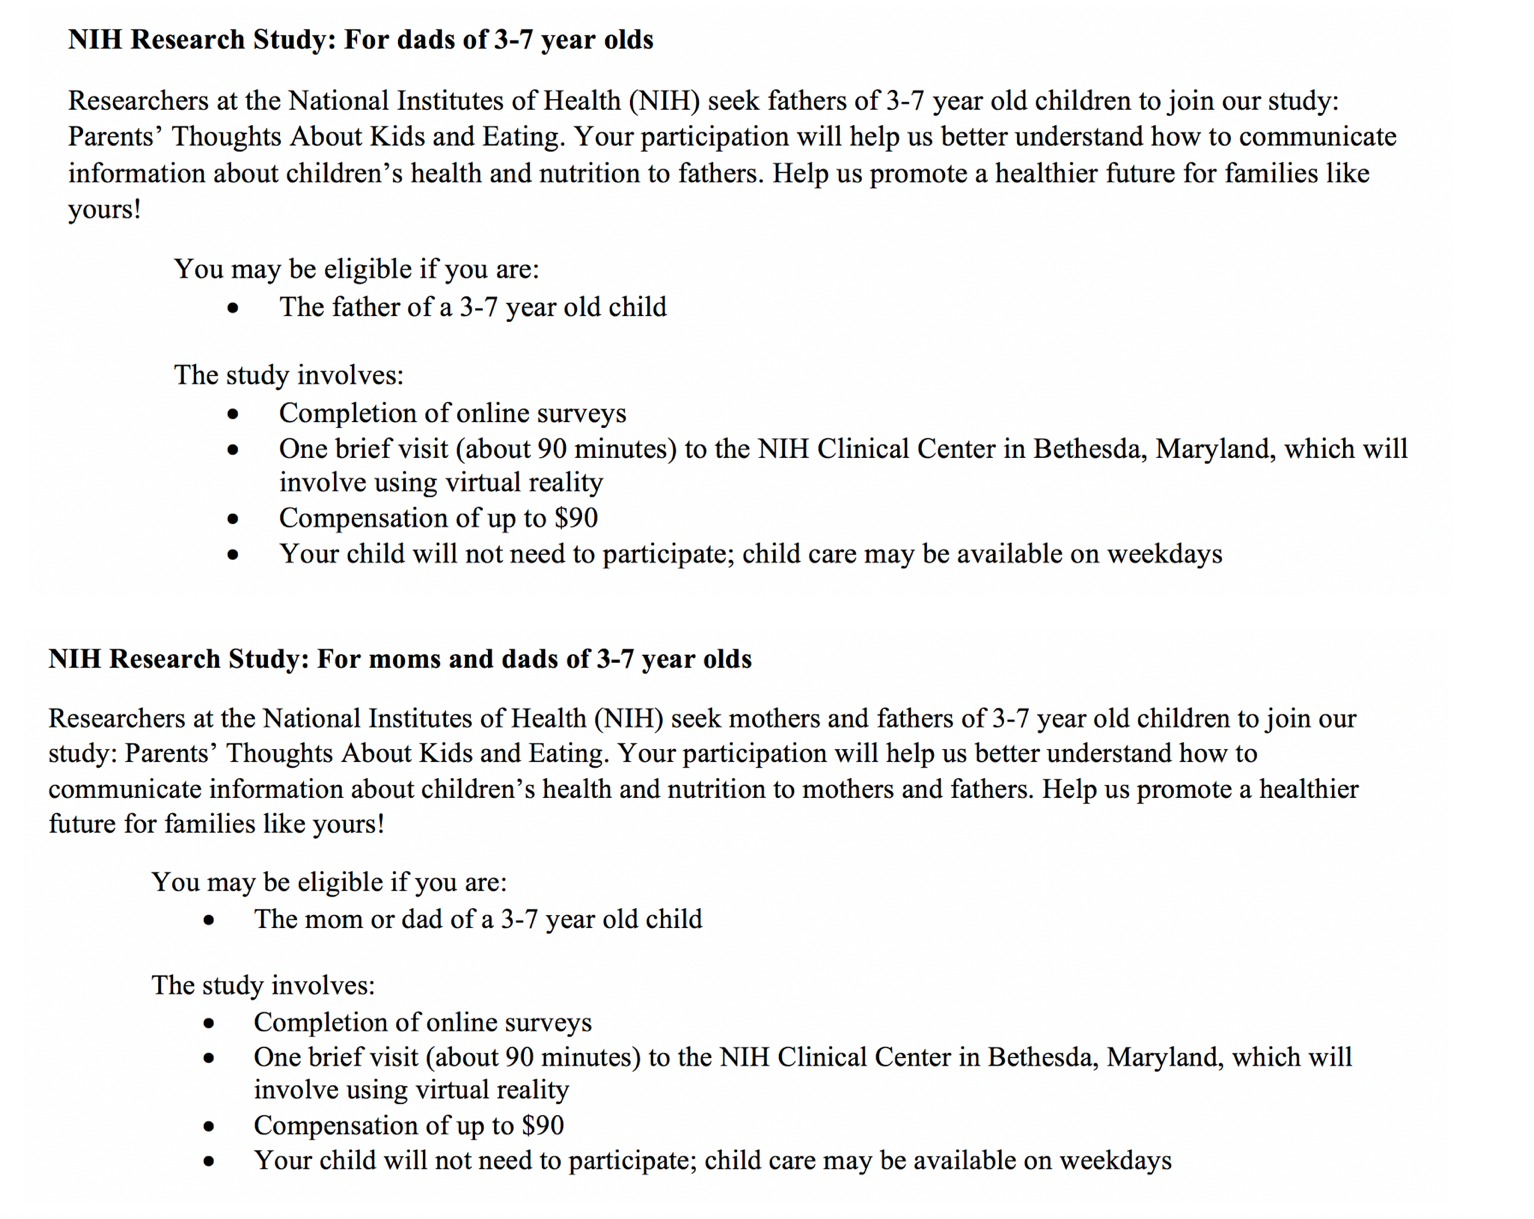 NIH Research Study: For dads of 3-7 year olds
Researchers at the National Institutes of Health (NIH) seek fathers of 3-7 year old children to join our study:
Parents’ Thoughts About Kids and Eating. Your participation will help us better understand how to communicate
information about children’s health and nutrition to fathers. Help us promote a healthier future for families like
yours!
You may be eligible if you are:
• The father of a 3-7 year old child
The study involves:
• Completion of online surveys
• One brief visit (about 90 minutes) to the NIH Clinical Center in Bethesda, Maryland, which will
involve using virtual reality
• Compensation of up to $90
• Your child will not need to participate; child care may be available on weekdays
NIH Research Study: For moms and dads of 3-7 year olds
Researchers at the National Institutes of Health (NIH) seek mothers and fathers of 3-7 year old children to join our
study: Parents’ Thoughts About Kids and Eating. Your participation will help us better understand how to
communicate information about children’s health and nutrition to mothers and fathers. Help us promote a healthier
future for families like yours!
You may be eligible if you are:
• The mom or dad of a 3-7 year old child
The study involves:
• Completion of online surveys
• One brief visit (about 90 minutes) to the NIH Clinical Center in Bethesda, Maryland, which will
involve using virtual reality
• Compensation of up to $90
• Your child will not need to participate; child care may be available on weekdays